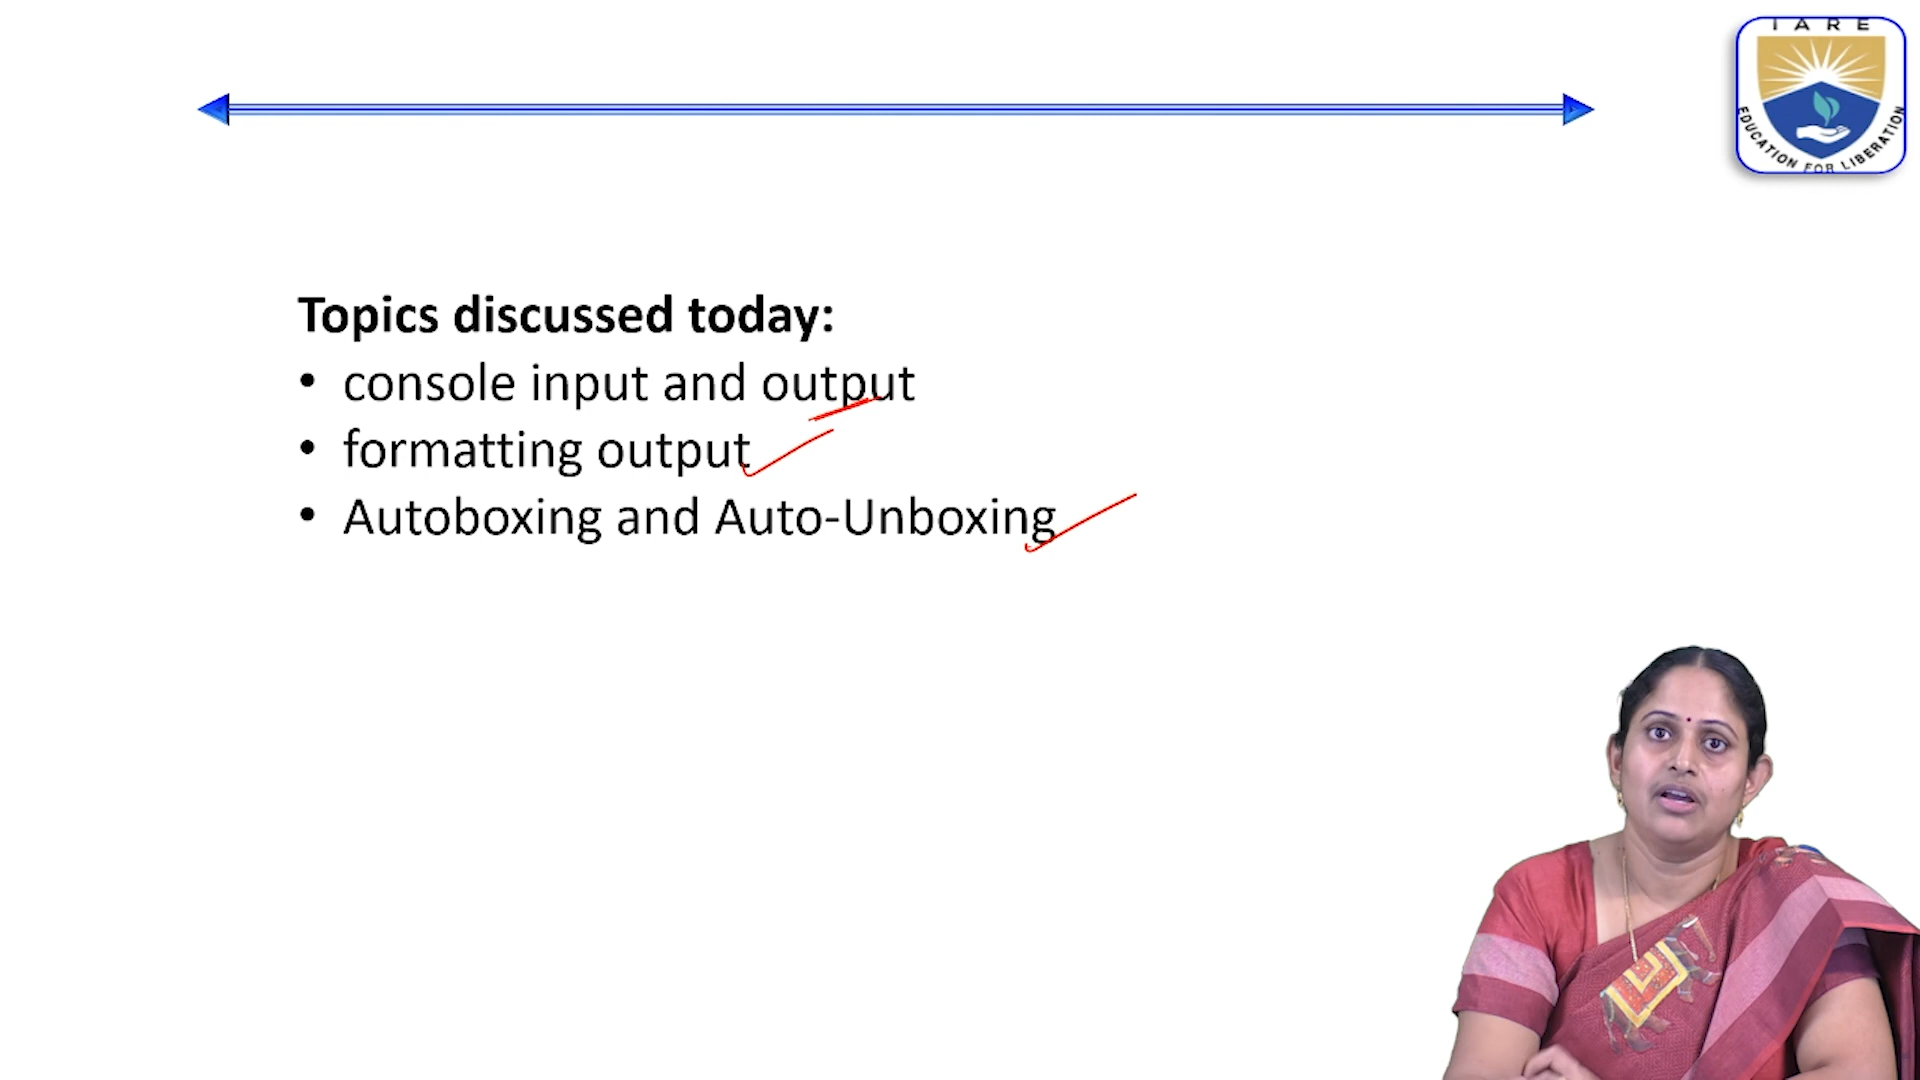 I A R E
EDUCATION FOR LIBERATION
Topics discussed today:
• console input and output
• formatting output
• Autoboxing and Auto-Unboxing